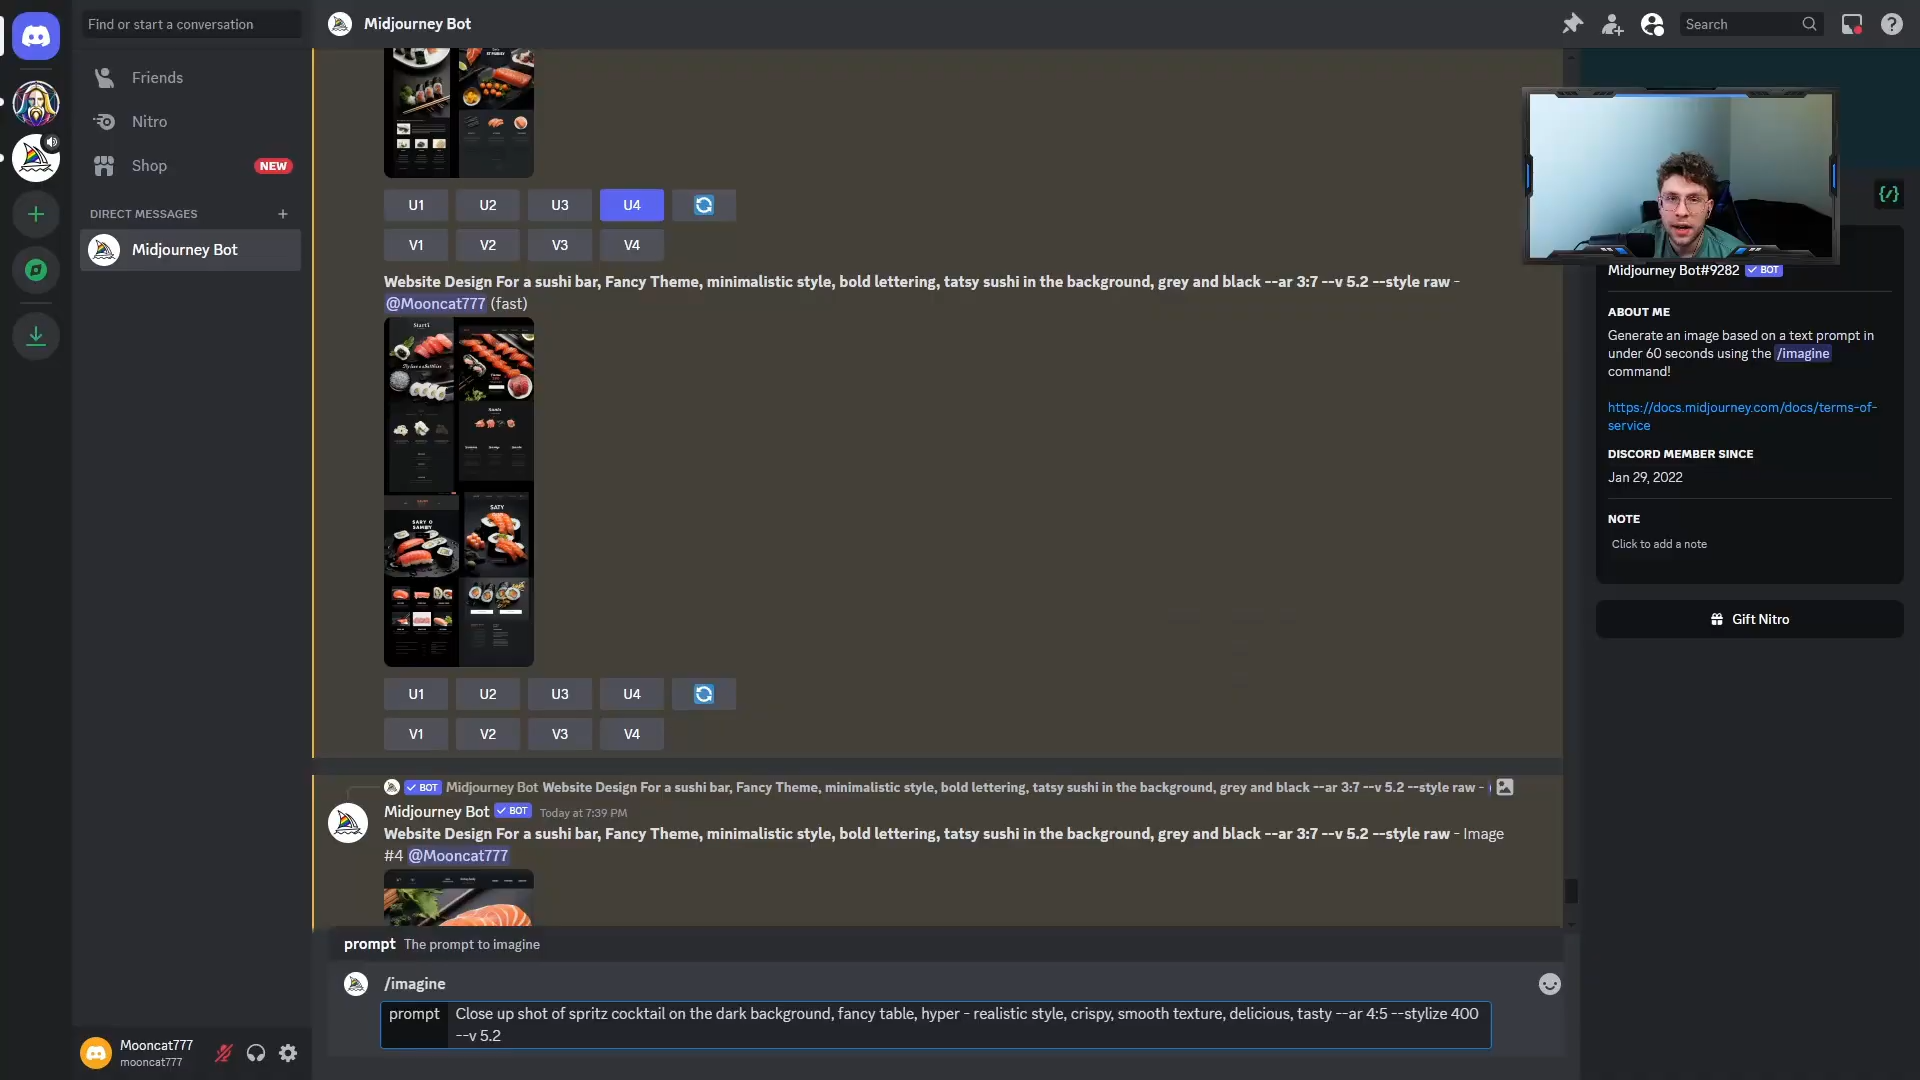 Find or start a conversation
Midjourney Bot
Search
Friends
Nitro
Shop
NEW
DIRECT MESSAGES
+
Midjourney Bot
U1 U2 U3 U4
V1 V2 V3 V4
Website Design For a sushi bar, Fancy Theme, minimalistic style, bold lettering, tatsy sushi in the background, grey and black --ar 3:7 --v 5.2 --style raw -
@Mooncat777 (fast)
SARY O
SAMBY
SATY
U1 U2 U3 U4
V1 V2 V3 V4
BOT Midjourney Bot Website Design For a sushi bar, Fancy Theme, minimalistic style, bold lettering, tatsy sushi in the background, grey and black --ar 3:7 --v 5.2 --style raw -
Midjourney Bot BOT Today at 7:39 PM
Website Design For a sushi bar, Fancy Theme, minimalistic style, bold lettering, tatsy sushi in the background, grey and black --ar 3:7 --v 5.2 --style raw - Image
#4 @Mooncat777
prompt The prompt to imagine
/imagine
prompt Close up shot of spritz cocktail on the dark background, fancy table, hyper - realistic style, crispy, smooth texture, delicious, tasty --ar 4:5 --stylize 400
--v 5.2
Mooncat777
mooncat777
Midjourney Bot#9282 BOT
ABOUT ME
Generate an image based on a text prompt in
under 60 seconds using the /imagine
command!
https://docs.midjourney.com/docs/terms-of-
service
DISCORD MEMBER SINCE
Jan 29, 2022
NOTE
Click to add a note
Gift Nitro